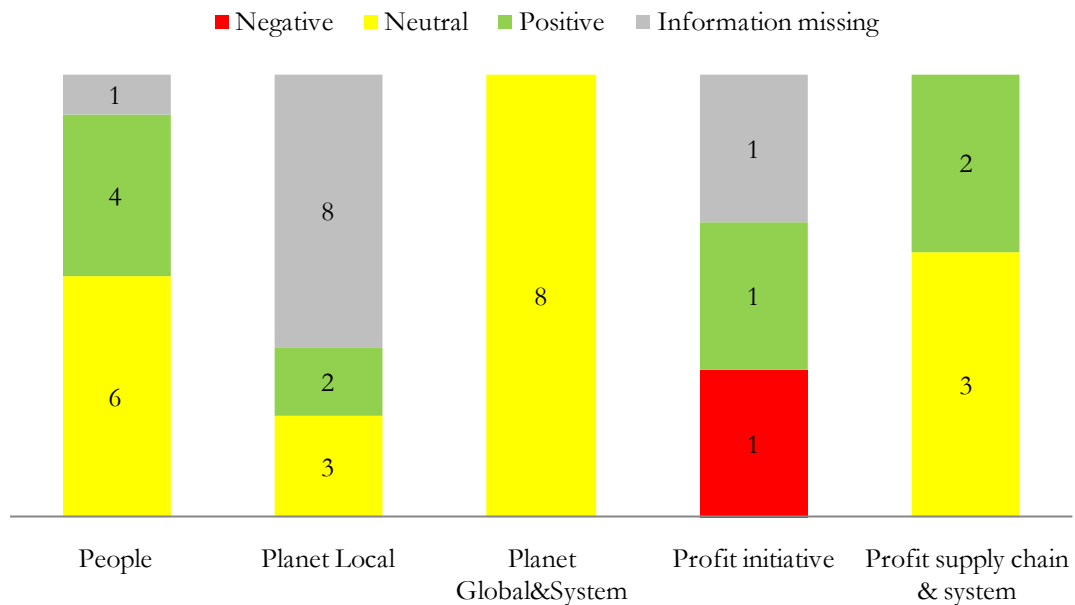 Negative Neutral Positive Information missing
1
4
6
8
2
3
8
1
1
1
2
3
People
Planet Local
Planet
Global&System
Profit initiative
Profit supply chain
& system